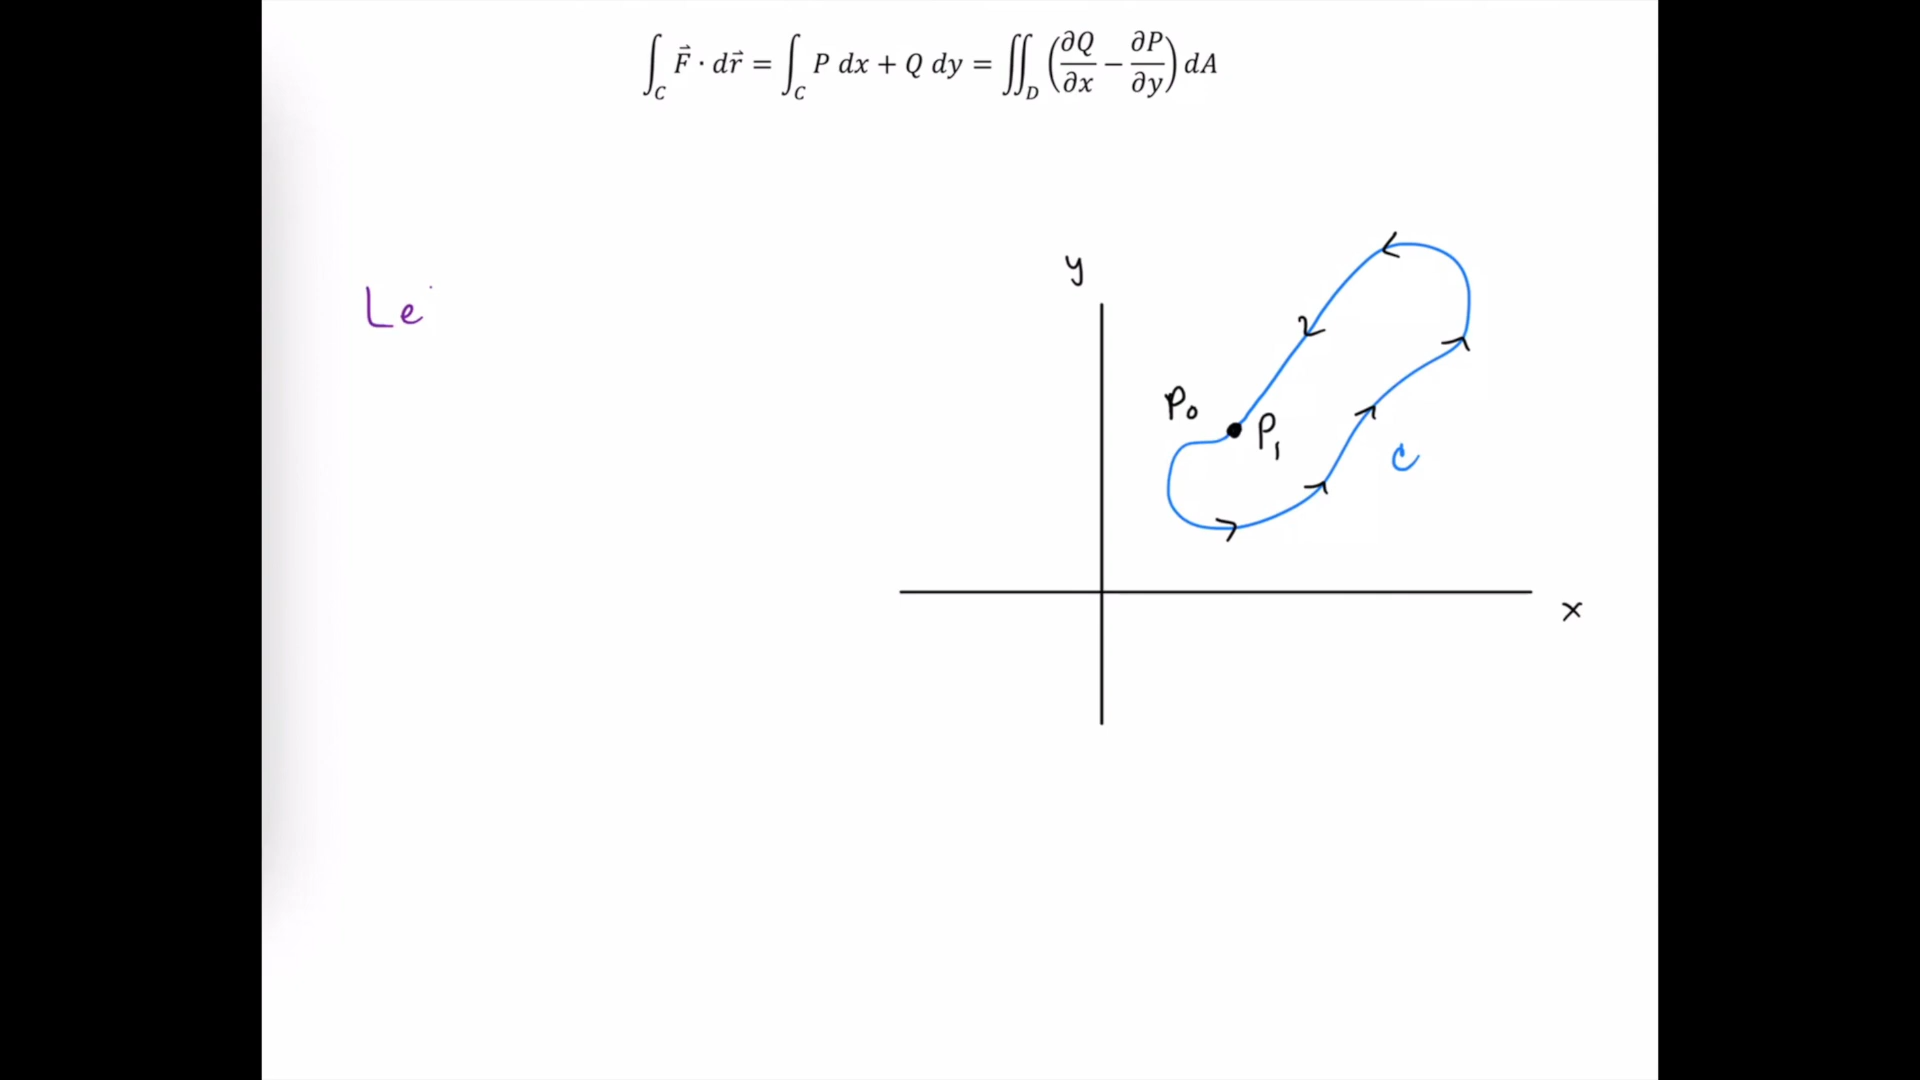 ∫_C F⃗ · dr⃗ = ∫_C P dx + Q dy = ∬_D (∂Q/∂x − ∂P/∂y) dA
y
Le
P₀
P₁
C
x